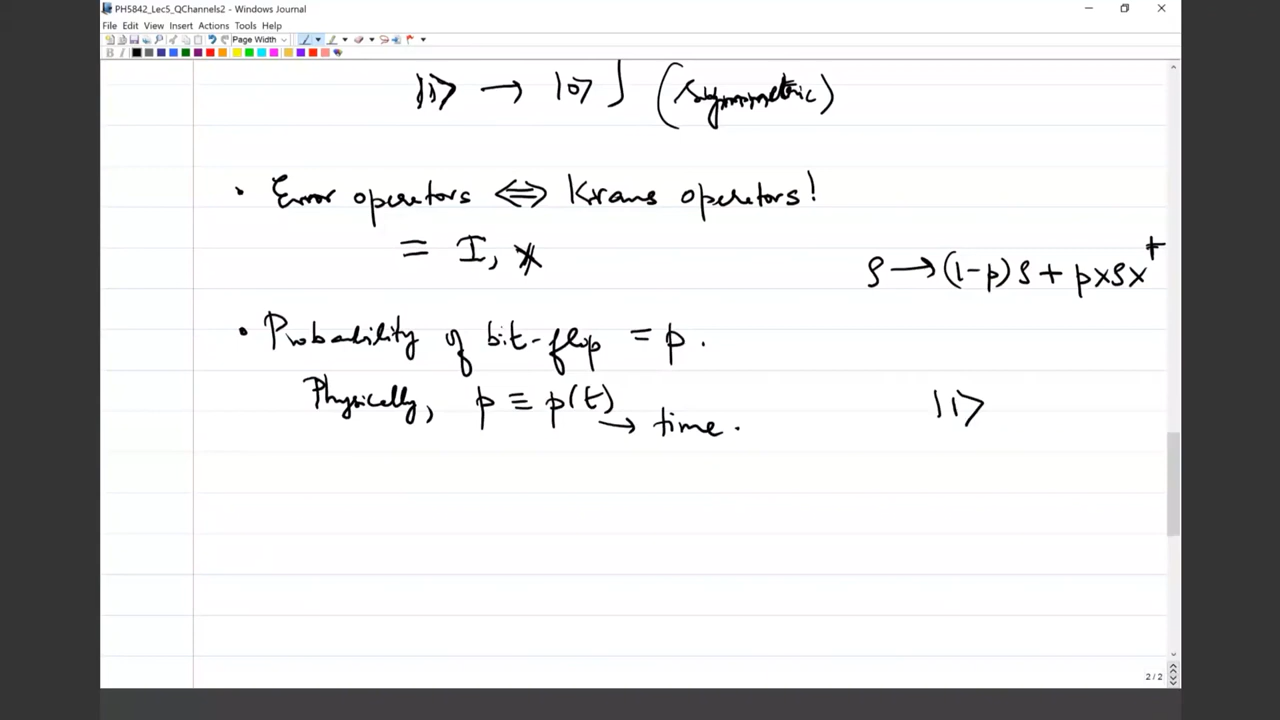 PH5842_Lec5_QChannels2 - Windows Journal
File Edit View Insert Actions Tools Help
Page Width
B I
|1⟩ → |0⟩ ] (symmetric)
• Error operators ⇔ Kraus operators!
= I, X
ρ → (1-p)ρ + pXρX†
• Probability of bit-flip = p.
Physically, p ≡ p(t)
→ time.
|1⟩
2 / 2